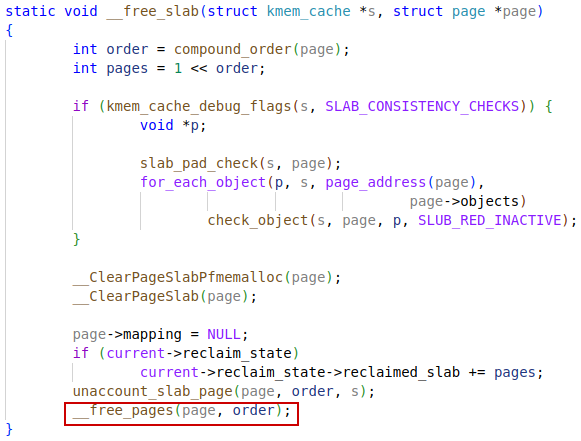 static void __free_slab(struct kmem_cache *s, struct page *page)
{
        int order = compound_order(page);
        int pages = 1 << order;

        if (kmem_cache_debug_flags(s, SLAB_CONSISTENCY_CHECKS)) {
                void *p;

                slab_pad_check(s, page);
                for_each_object(p, s, page_address(page),
                                                page->objects)
                        check_object(s, page, p, SLUB_RED_INACTIVE);
        }

        __ClearPageSlabPfmemalloc(page);
        __ClearPageSlab(page);

        page->mapping = NULL;
        if (current->reclaim_state)
                current->reclaim_state->reclaimed_slab += pages;
        unaccount_slab_page(page, order, s);
        __free_pages(page, order);
}